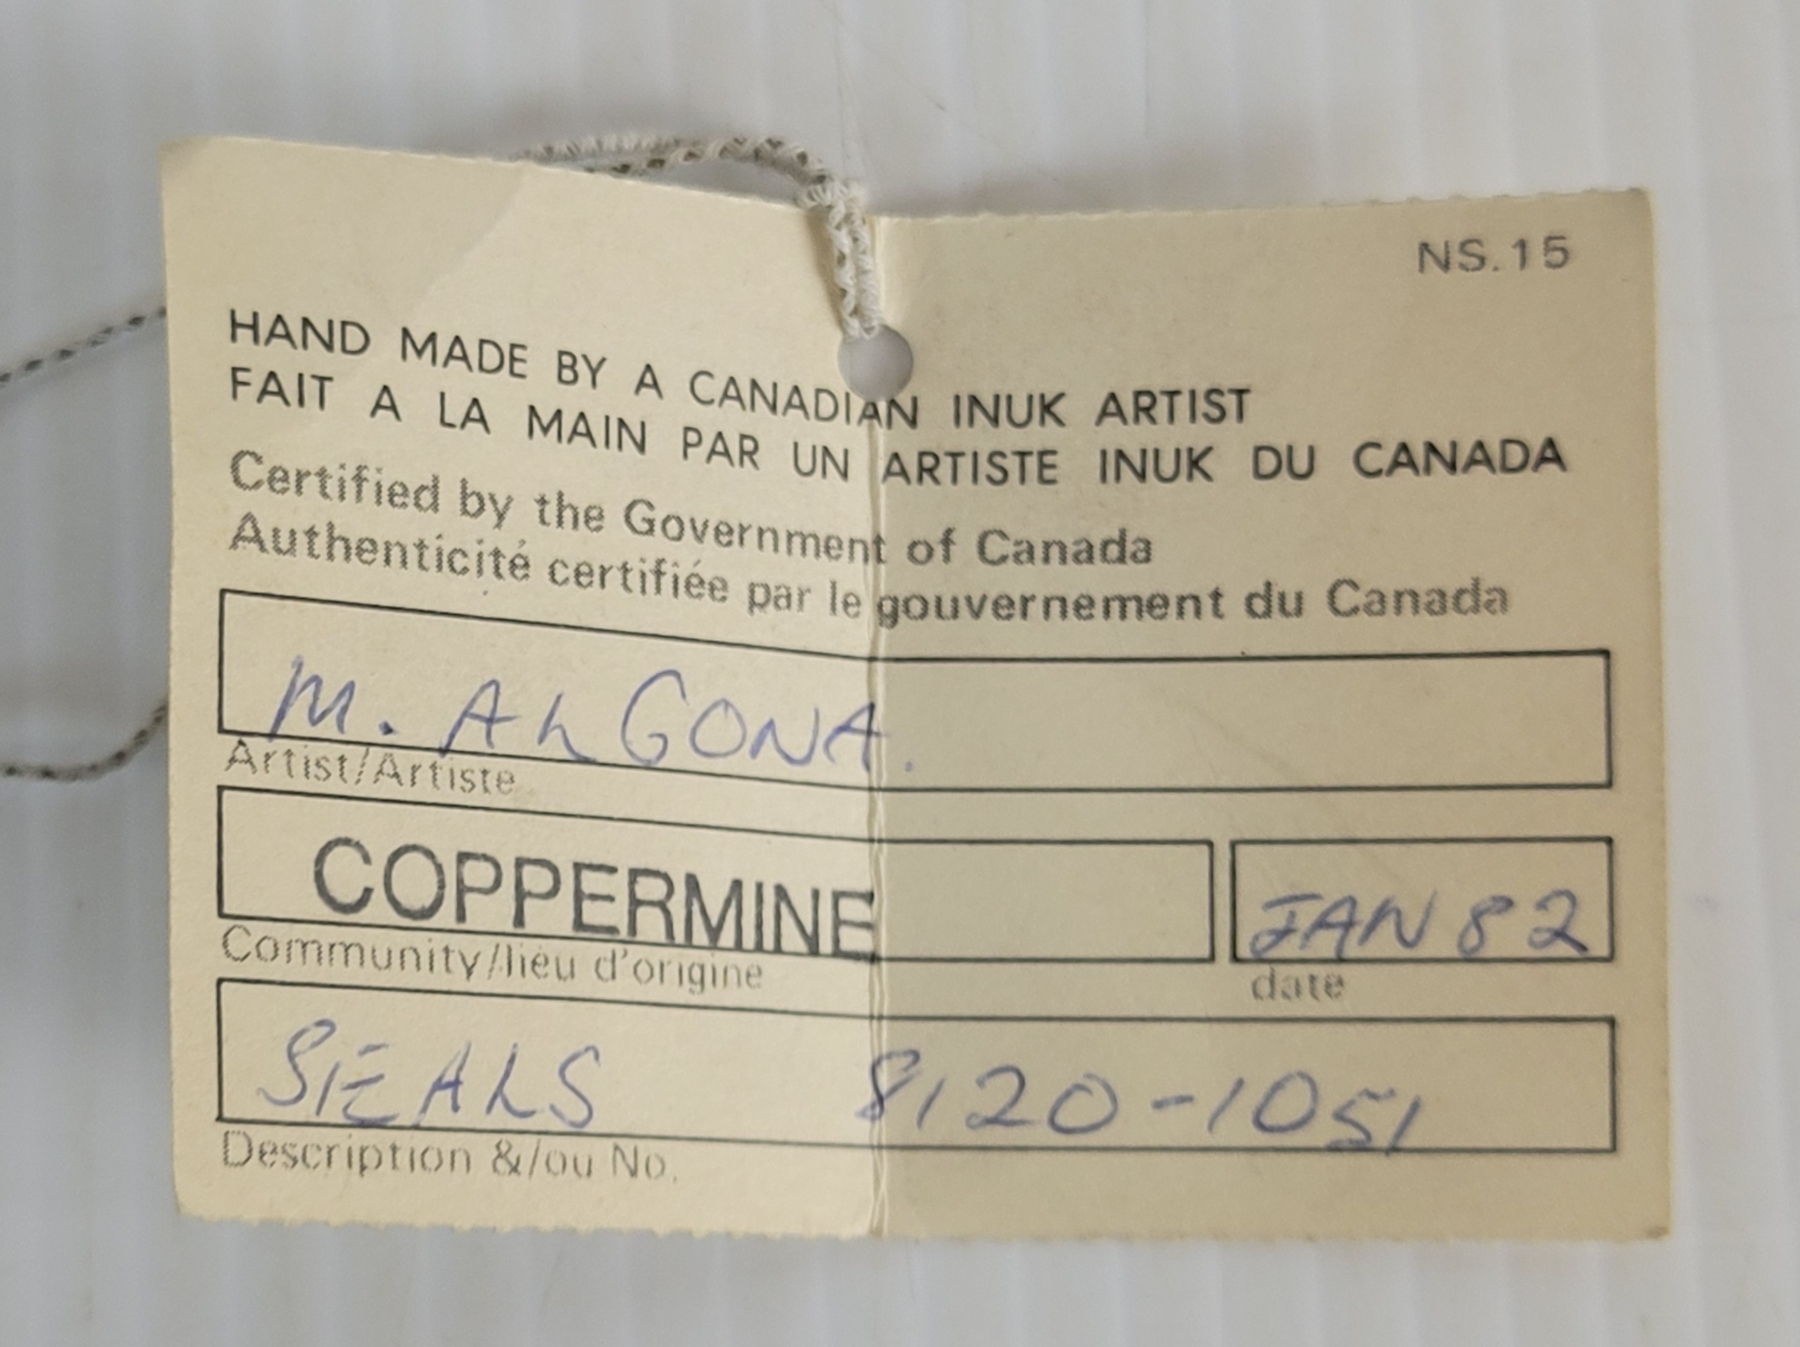 NS.15
HAND MADE BY A CANADIAN INUK ARTIST
FAIT A LA MAIN PAR UN ARTISTE INUK DU CANADA
Certified by the Government of Canada
Authenticité certifiée par le gouvernement du Canada
M. ALGONA.
Artist/Artiste
COPPERMINE JAN 82
Community/lieu d'origine date
SEALS 8120-1051
Description &/ou No.